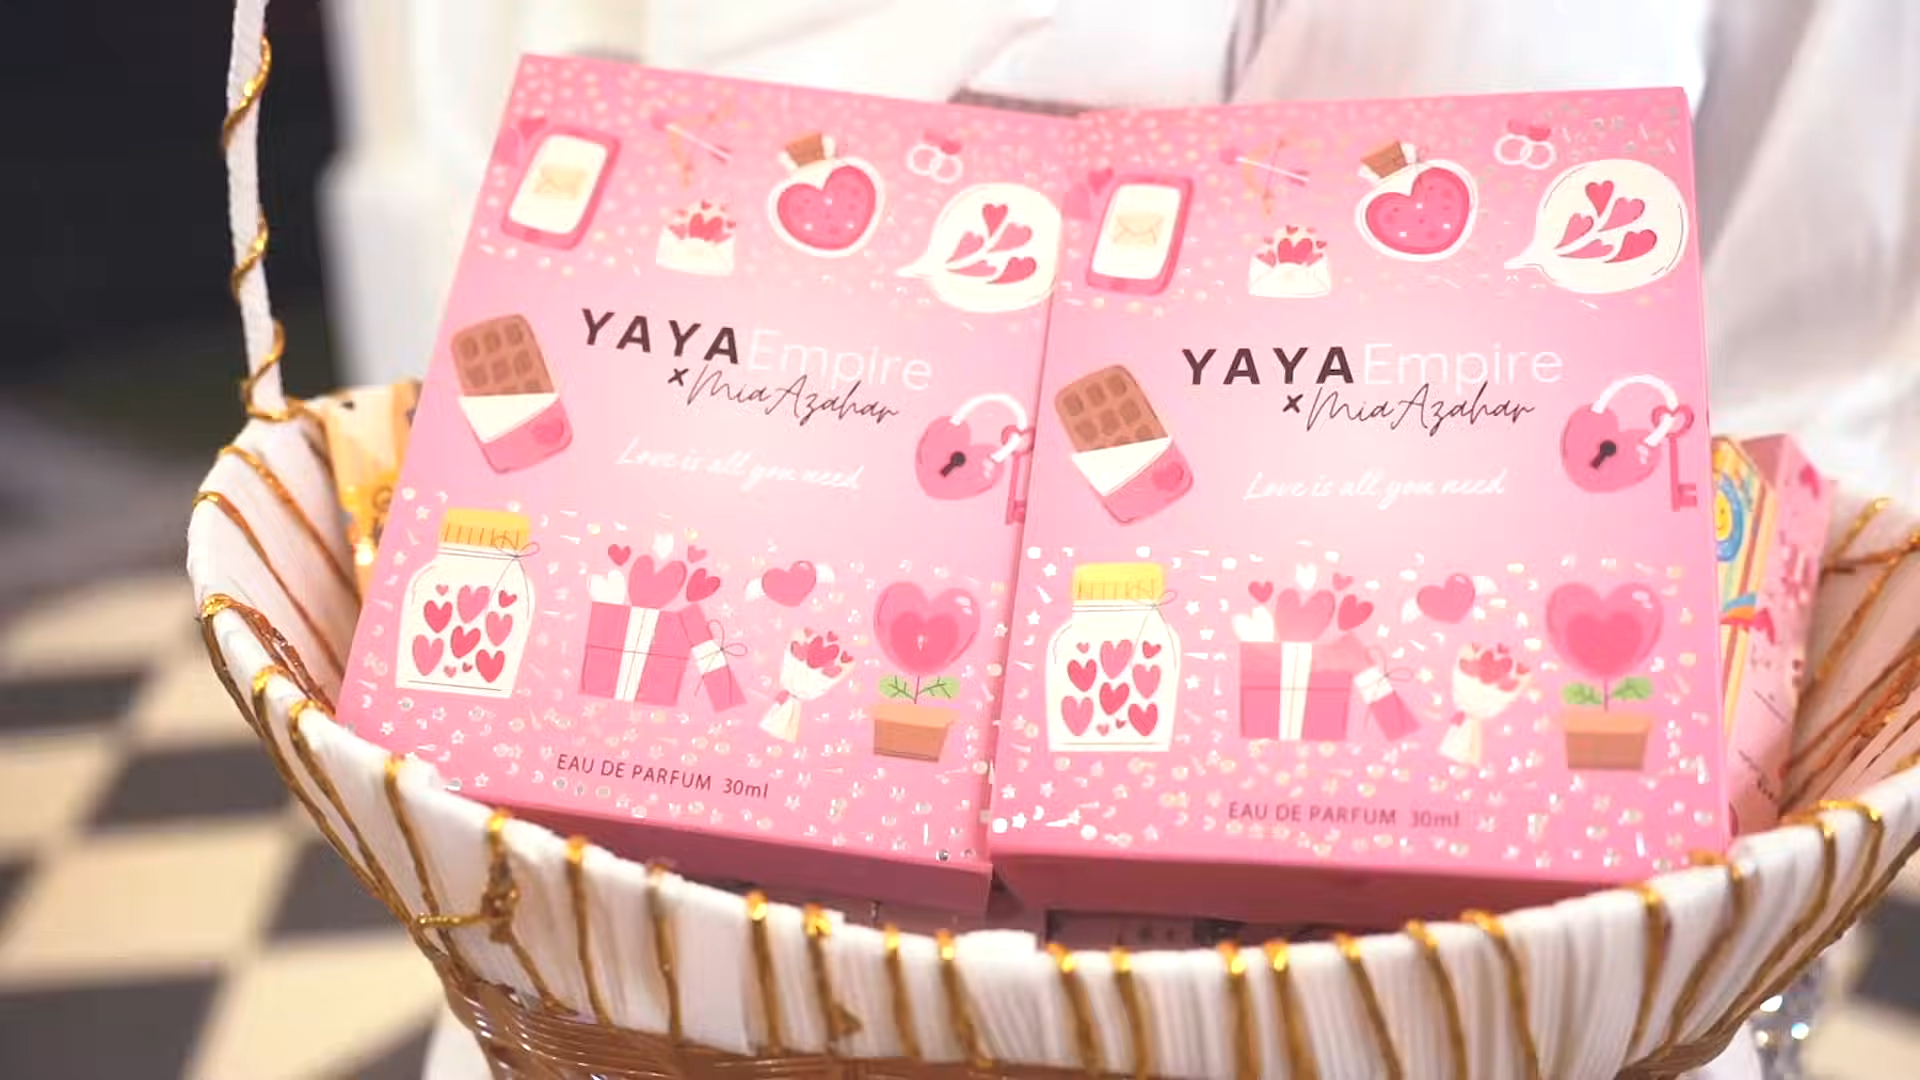 YAYA Empire
x Mia Azahar
Love is all you need
EAU DE PARFUM 30ml
YAYA Empire
x Mia Azahar
Love is all you need
EAU DE PARFUM 30ml